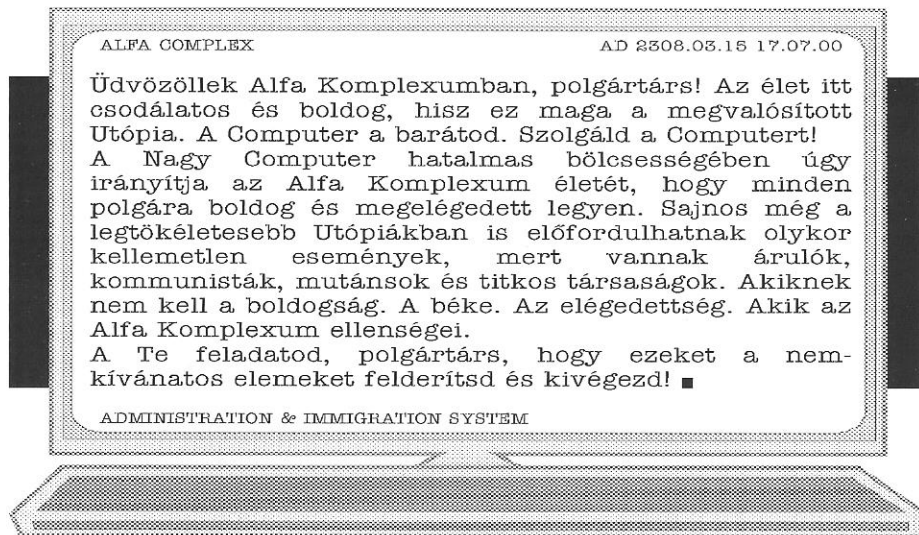 ALFA COMPLEX AD 2308.03.15 17.07.00
Üdvözöllek Alfa Komplexumban, polgártárs! Az élet itt
csodálatos és boldog, hisz ez maga a megvalósított
Utópia. A Computer a barátod. Szolgáld a Computert!
A Nagy Computer hatalmas bölcsességében úgy
irányítja az Alfa Komplexum életét, hogy minden
polgára boldog és megelégedett legyen. Sajnos még a
legtökéletesebb Utópiákban is előfordulhatnak olykor
kellemetlen események, mert vannak árulók,
kommunisták, mutánsok és titkos társaságok. Akiknek
nem kell a boldogság. A béke. Az elégedettség. Akik az
Alfa Komplexum ellenségei.
A Te feladatod, polgártárs, hogy ezeket a nem-
kívánatos elemeket felderítsd és kivégezd!
ADMINISTRATION & IMMIGRATION SYSTEM